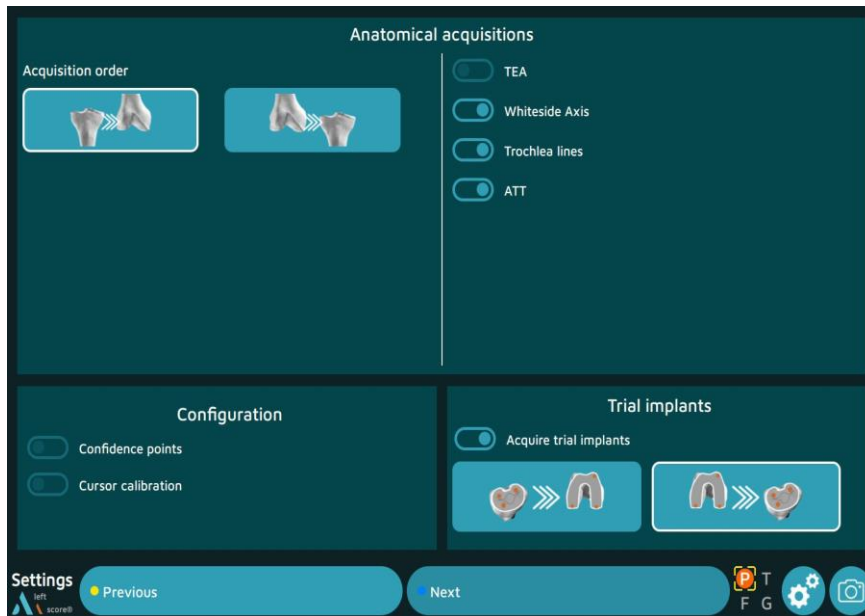 Anatomical acquisitions
Acquisition order
TEA
Whiteside Axis
Trochlea lines
ATT
Configuration
Confidence points
Cursor calibration
Trial implants
Acquire trial implants
Settings
left
score®
Previous
Next
P T
F G